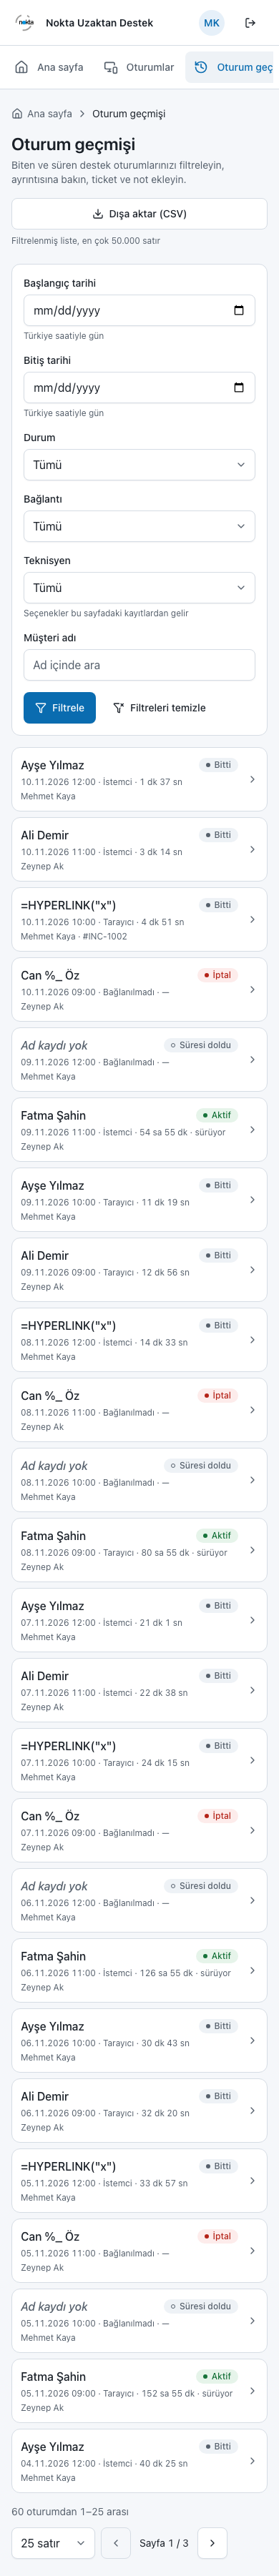 nokta
Nokta Uzaktan Destek
MK
Ana sayfa
Oturumlar
Oturum geç
Ana sayfa > Oturum geçmişi
Oturum geçmişi
Biten ve süren destek oturumlarınızı filtreleyin,
ayrıntısına bakın, ticket ve not ekleyin.
Dışa aktar (CSV)
Filtrelenmiş liste, en çok 50.000 satır
Başlangıç tarihi
mm/dd/yyyy
Türkiye saatiyle gün
Bitiş tarihi
mm/dd/yyyy
Türkiye saatiyle gün
Durum
Tümü
Bağlantı
Tümü
Teknisyen
Tümü
Seçenekler bu sayfadaki kayıtlardan gelir
Müşteri adı
Ad içinde ara
Filtrele
Filtreleri temizle
Ayşe Yılmaz
Bitti
10.11.2026 12:00 · İstemci · 1 dk 37 sn
Mehmet Kaya
Ali Demir
Bitti
10.11.2026 11:00 · İstemci · 3 dk 14 sn
Zeynep Ak
=HYPERLINK("x")
Bitti
10.11.2026 10:00 · Tarayıcı · 4 dk 51 sn
Mehmet Kaya · #INC-1002
Can %_ Öz
İptal
10.11.2026 09:00 · Bağlanılmadı · —
Zeynep Ak
Ad kaydı yok
Süresi doldu
09.11.2026 12:00 · Bağlanılmadı · —
Mehmet Kaya
Fatma Şahin
Aktif
09.11.2026 11:00 · İstemci · 54 sa 55 dk · sürüyor
Zeynep Ak
Ayşe Yılmaz
Bitti
09.11.2026 10:00 · Tarayıcı · 11 dk 19 sn
Mehmet Kaya
Ali Demir
Bitti
09.11.2026 09:00 · Tarayıcı · 12 dk 56 sn
Zeynep Ak
=HYPERLINK("x")
Bitti
08.11.2026 12:00 · İstemci · 14 dk 33 sn
Mehmet Kaya
Can %_ Öz
İptal
08.11.2026 11:00 · Bağlanılmadı · —
Zeynep Ak
Ad kaydı yok
Süresi doldu
08.11.2026 10:00 · Bağlanılmadı · —
Mehmet Kaya
Fatma Şahin
Aktif
08.11.2026 09:00 · Tarayıcı · 80 sa 55 dk · sürüyor
Zeynep Ak
Ayşe Yılmaz
Bitti
07.11.2026 12:00 · İstemci · 21 dk 1 sn
Mehmet Kaya
Ali Demir
Bitti
07.11.2026 11:00 · İstemci · 22 dk 38 sn
Zeynep Ak
=HYPERLINK("x")
Bitti
07.11.2026 10:00 · Tarayıcı · 24 dk 15 sn
Mehmet Kaya
Can %_ Öz
İptal
07.11.2026 09:00 · Bağlanılmadı · —
Zeynep Ak
Ad kaydı yok
Süresi doldu
06.11.2026 12:00 · Bağlanılmadı · —
Mehmet Kaya
Fatma Şahin
Aktif
06.11.2026 11:00 · İstemci · 126 sa 55 dk · sürüyor
Zeynep Ak
Ayşe Yılmaz
Bitti
06.11.2026 10:00 · Tarayıcı · 30 dk 43 sn
Mehmet Kaya
Ali Demir
Bitti
06.11.2026 09:00 · Tarayıcı · 32 dk 20 sn
Zeynep Ak
=HYPERLINK("x")
Bitti
05.11.2026 12:00 · İstemci · 33 dk 57 sn
Mehmet Kaya
Can %_ Öz
İptal
05.11.2026 11:00 · Bağlanılmadı · —
Zeynep Ak
Ad kaydı yok
Süresi doldu
05.11.2026 10:00 · Bağlanılmadı · —
Mehmet Kaya
Fatma Şahin
Aktif
05.11.2026 09:00 · Tarayıcı · 152 sa 55 dk · sürüyor
Zeynep Ak
Ayşe Yılmaz
Bitti
04.11.2026 12:00 · İstemci · 40 dk 25 sn
Mehmet Kaya
60 oturumdan 1–25 arası
25 satır
Sayfa 1 / 3